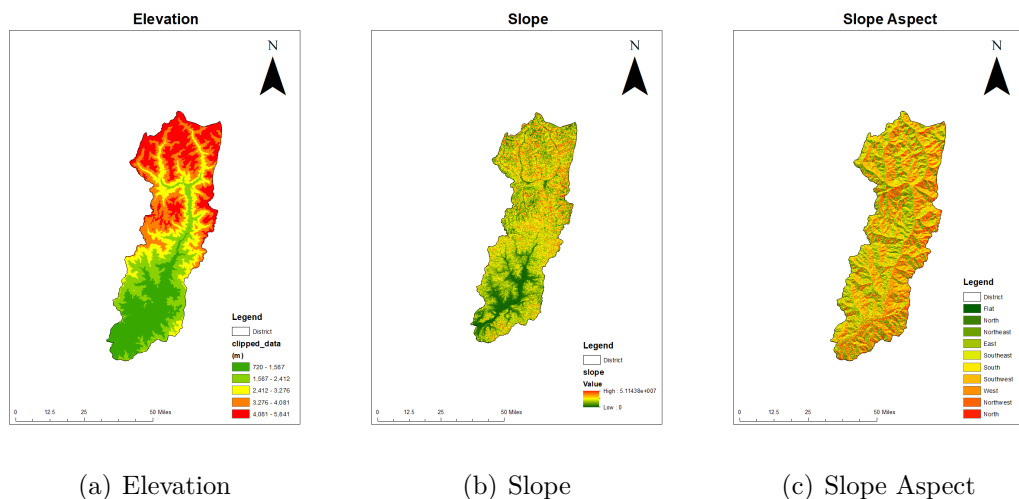 Elevation
N
Legend
District
clipped_data
(m)
720 - 1,587
1,587 - 2,412
2,412 - 3,276
3,276 - 4,081
4,081 - 5,841
0 12.5 25 50 Miles
(a) Elevation
Slope
N
Legend
District
slope
Value
High : 5.11438e+007
Low : 0
0 12.5 25 50 Miles
(b) Slope
Slope Aspect
N
Legend
District
Flat
North
Northeast
East
Southeast
South
Southwest
West
Northwest
North
0 12.5 25 50 Miles
(c) Slope Aspect